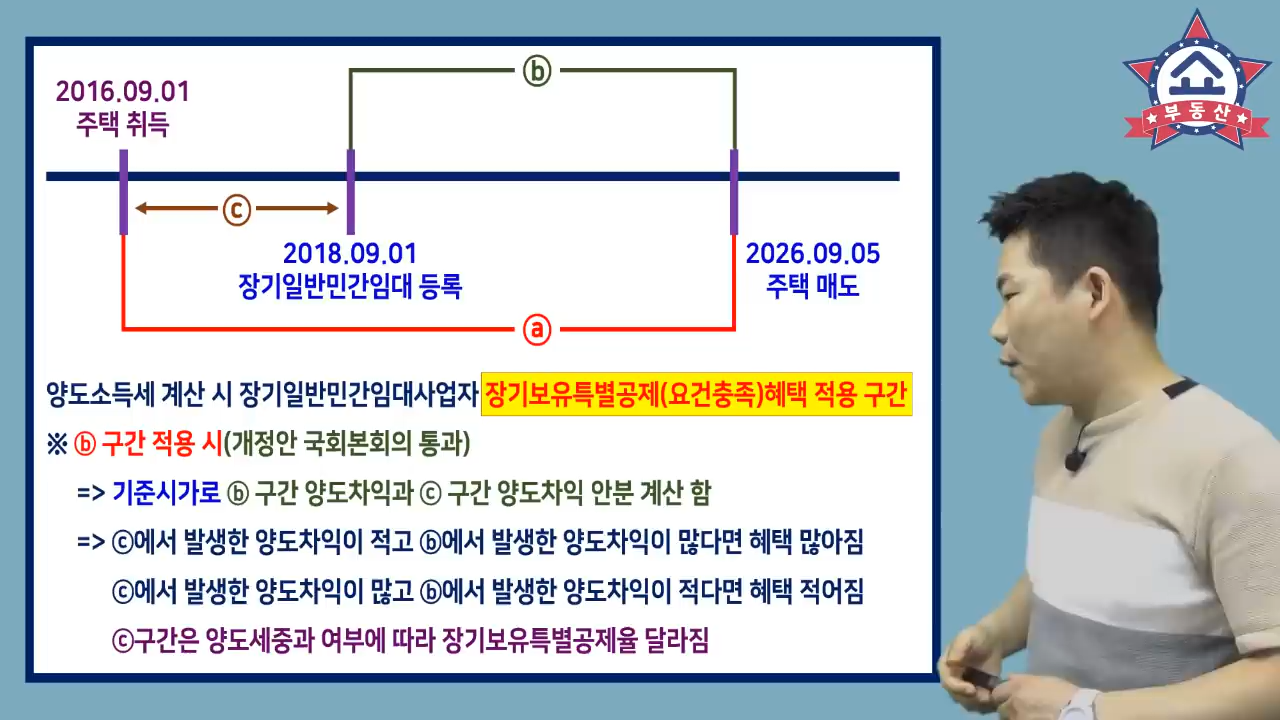 2016.09.01
주택 취득
ⓑ
ⓒ
2018.09.01
장기일반민간임대 등록
2026.09.05
주택 매도
ⓐ
양도소득세 계산 시 장기일반민간임대사업자 장기보유특별공제(요건충족)혜택 적용 구간
※ ⓑ 구간 적용 시(개정안 국회본회의 통과)
=> 기준시가로 ⓑ 구간 양도차익과 ⓒ 구간 양도차익 안분 계산 함
=> ⓒ에서 발생한 양도차익이 적고 ⓑ에서 발생한 양도차익이 많다면 혜택 많아짐
ⓒ에서 발생한 양도차익이 많고 ⓑ에서 발생한 양도차익이 적다면 혜택 적어짐
ⓒ구간은 양도세중과 여부에 따라 장기보유특별공제율 달라짐
쇼
부동산